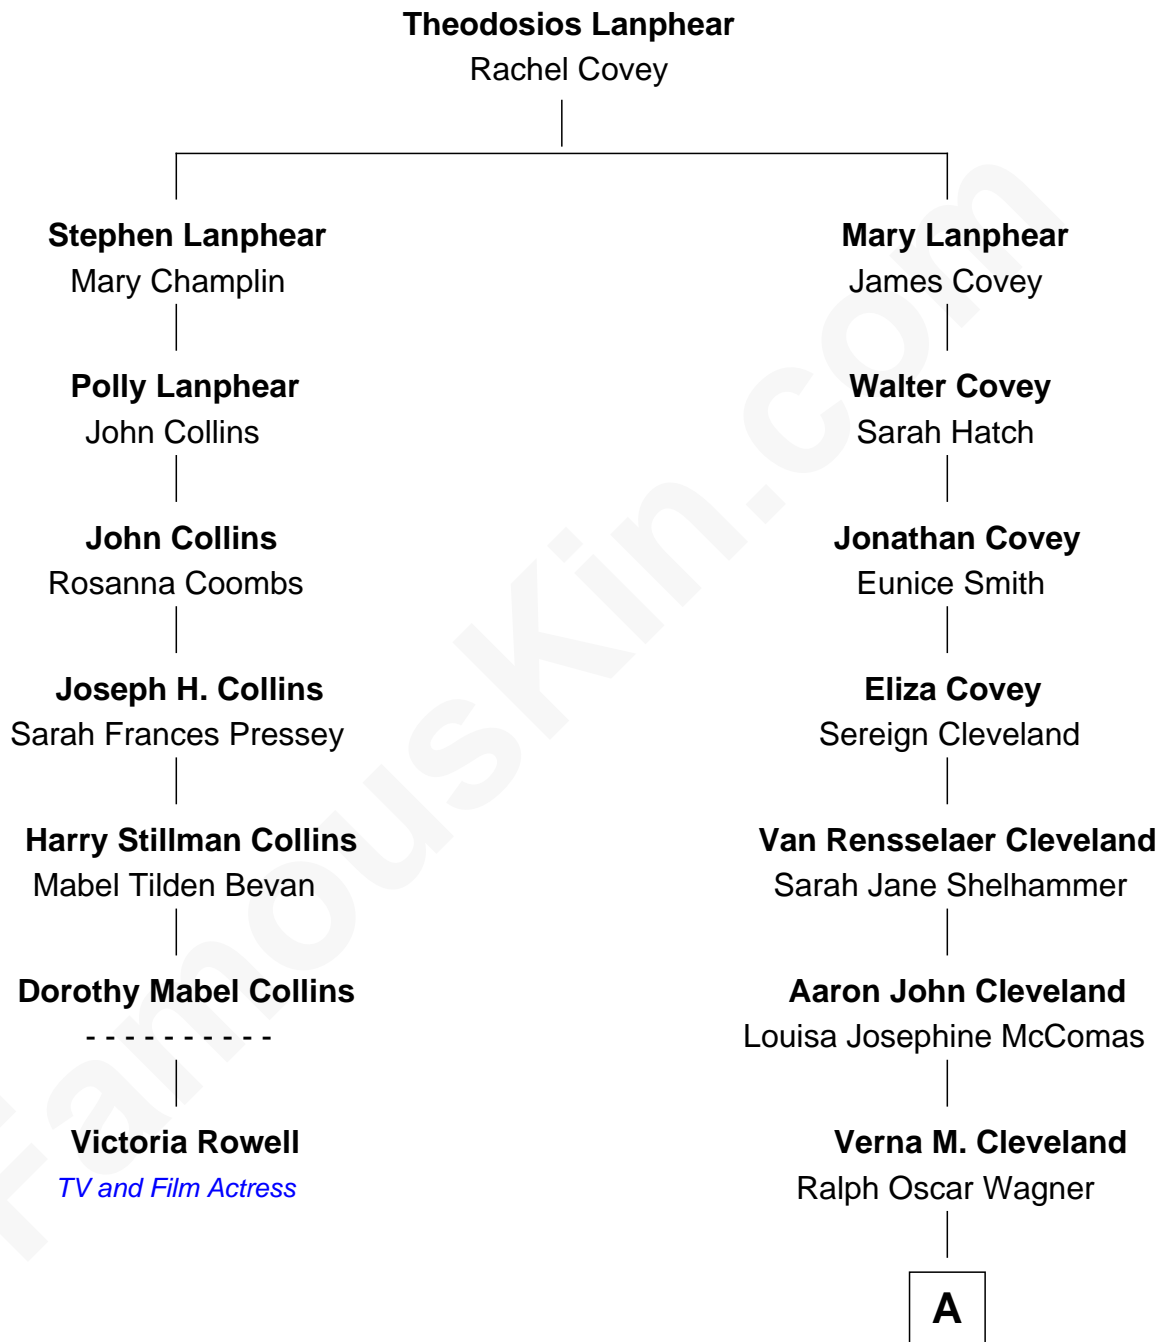 Theodosios Lanphear
Rachel Covey
Stephen Lanphear
Mary Champlin
Mary Lanphear
James Covey
Polly Lanphear
John Collins
Walter Covey
Sarah Hatch
John Collins
Rosanna Coombs
Jonathan Covey
Eunice Smith
Joseph H. Collins
Sarah Frances Pressey
Eliza Covey
Sereign Cleveland
Harry Stillman Collins
Mabel Tilden Bevan
Van Rensselaer Cleveland
Sarah Jane Shelhammer
Dorothy Mabel Collins
- - - - - - - - - -
Aaron John Cleveland
Louisa Josephine McComas
Victoria Rowell
TV and Film Actress
Verna M. Cleveland
Ralph Oscar Wagner
A
FamousKin.com